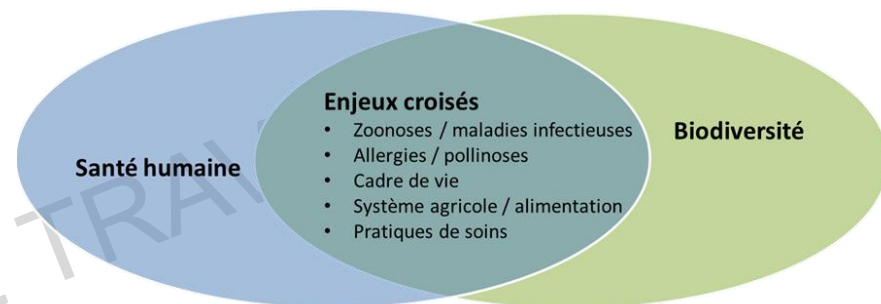 Enjeux croisés
• Zoonoses / maladies infectieuses
• Allergies / pollinoses
• Cadre de vie
• Système agricole / alimentation
• Pratiques de soins
Santé humaine
Biodiversité